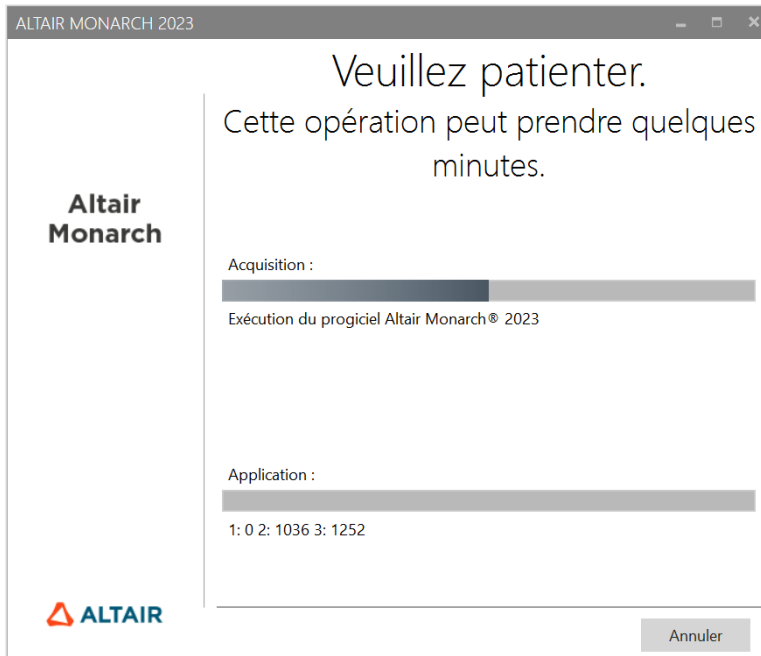 ALTAIR MONARCH 2023
Veuillez patienter.
Cette opération peut prendre quelques
minutes.
Altair
Monarch
Acquisition :
Exécution du progiciel Altair Monarch® 2023
Application :
1: 0 2: 1036 3: 1252
ALTAIR
Annuler